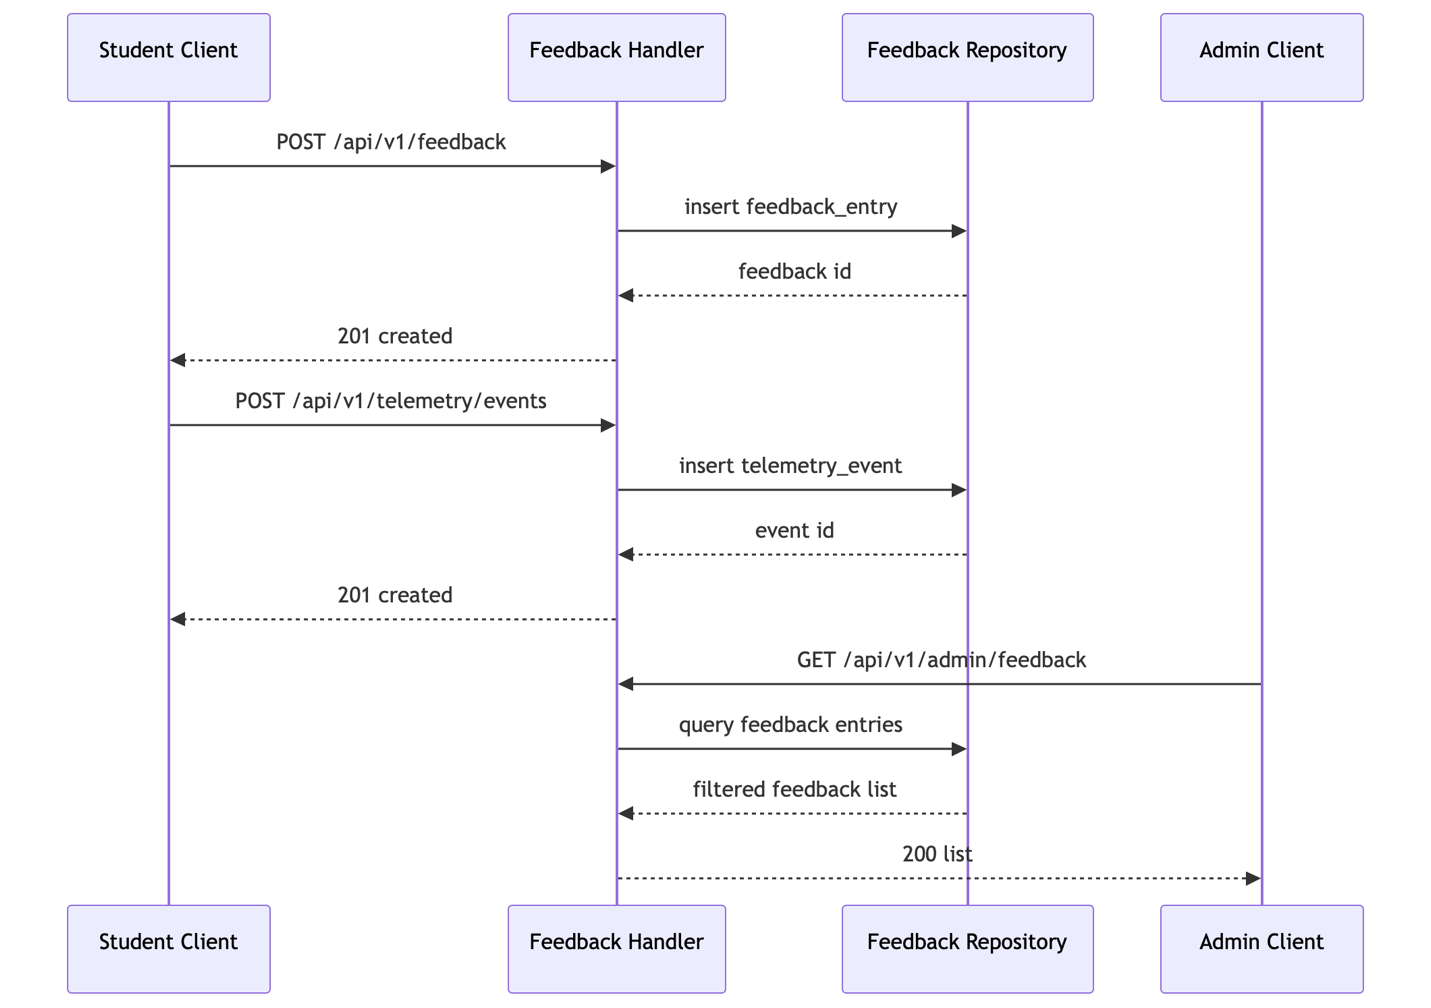 Student Client
Feedback Handler
Feedback Repository
Admin Client
POST /api/v1/feedback
insert feedback_entry
feedback id
201 created
POST /api/v1/telemetry/events
insert telemetry_event
event id
201 created
GET /api/v1/admin/feedback
query feedback entries
filtered feedback list
200 list
Student Client
Feedback Handler
Feedback Repository
Admin Client